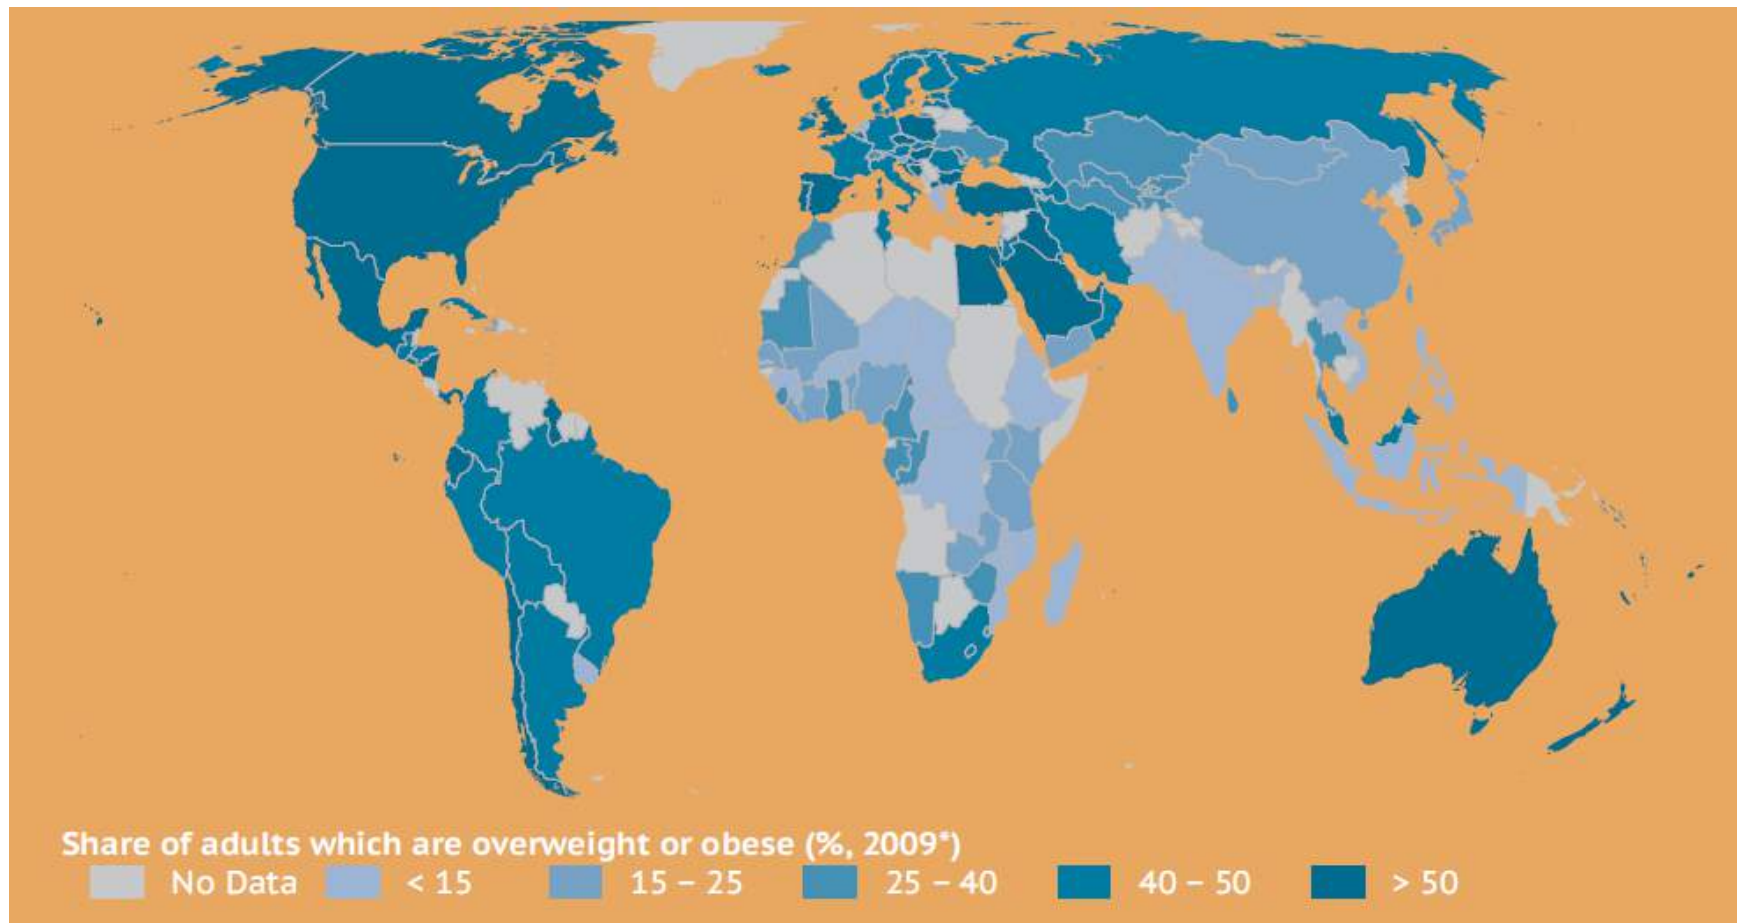 Share of adults which are overweight or obese (%, 2009*)
No Data < 15 15 – 25 25 – 40 40 – 50 > 50